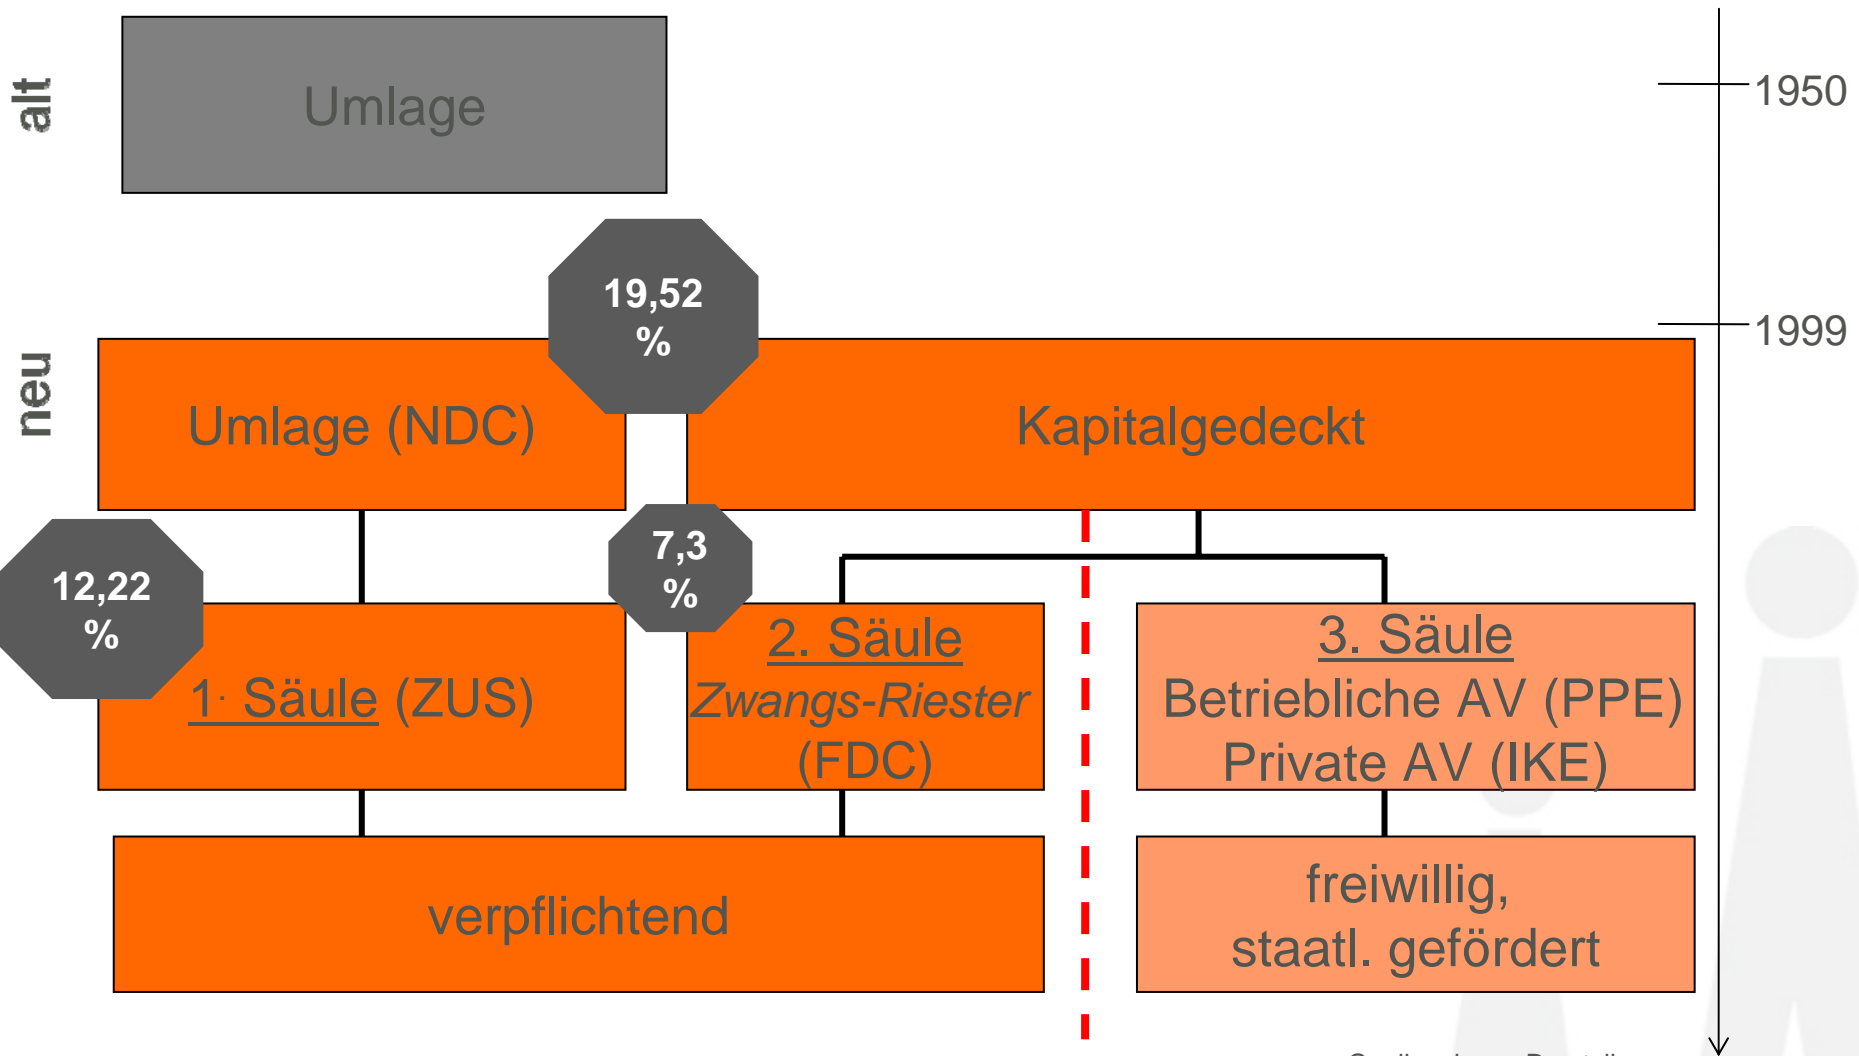 alt
Umlage
1950
19,52
%
1999
neu
Umlage (NDC)
Kapitalgedeckt
12,22
%
7,3
%
1. Säule (ZUS)
2. Säule
Zwangs-Riester
(FDC)
3. Säule
Betriebliche AV (PPE)
Private AV (IKE)
verpflichtend
freiwillig,
staatl. gefördert